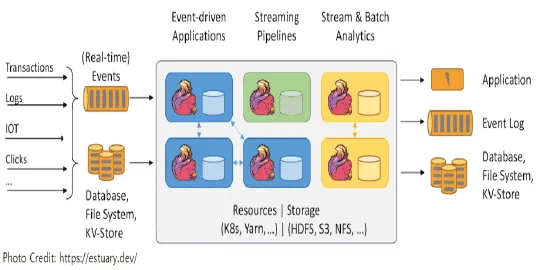 Event-driven
Applications
Streaming
Pipelines
Stream & Batch
Analytics
(Real-time)
Events
Transactions
Logs
IOT
Clicks
...
Database,
File System,
KV-Store
Resources | Storage
(K8s, Yarn, ...) | (HDFS, S3, NFS, ...)
Application
Event Log
Database,
File System,
KV-Store
Photo Credit: https://estuary.dev/